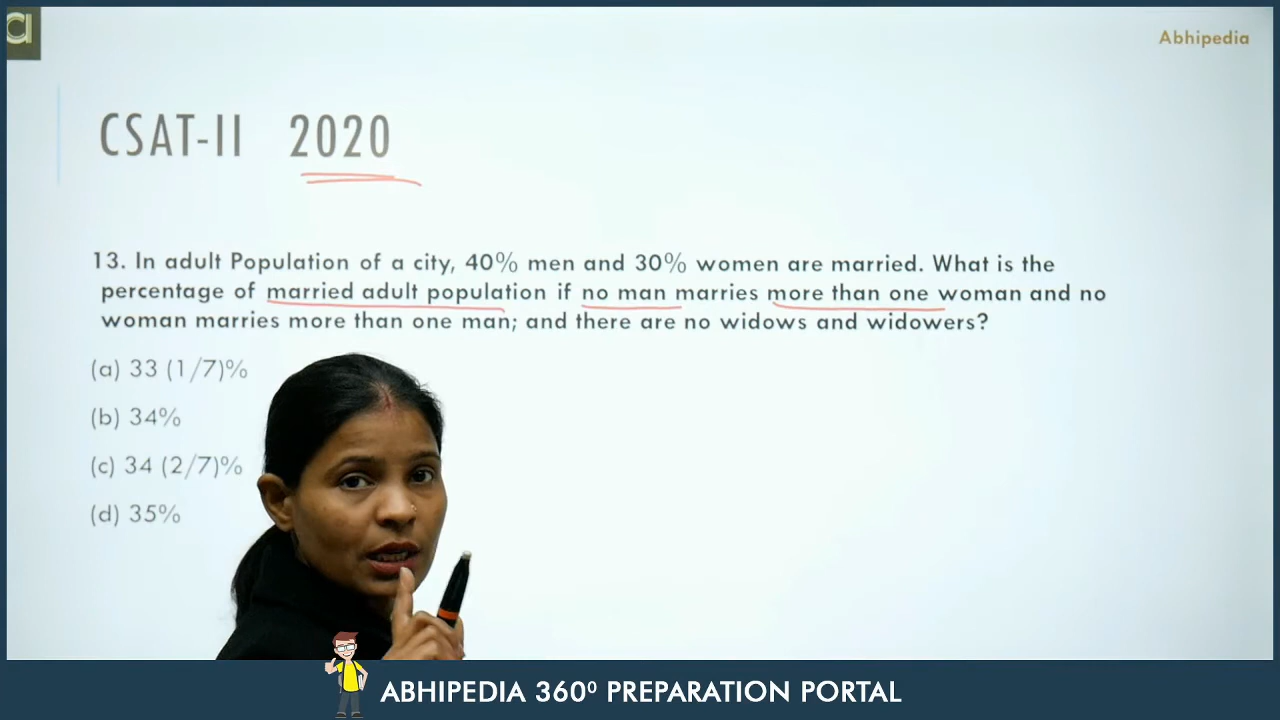 a
Abhipedia
CSAT-II 2020
13. In adult Population of a city, 40% men and 30% women are married. What is the
percentage of married adult population if no man marries more than one woman and no
woman marries more than one man; and there are no widows and widowers?
(a) 33 (1/7)%
(b) 34%
(c) 34 (2/7)%
(d) 35%
ABHIPEDIA 360⁰ PREPARATION PORTAL